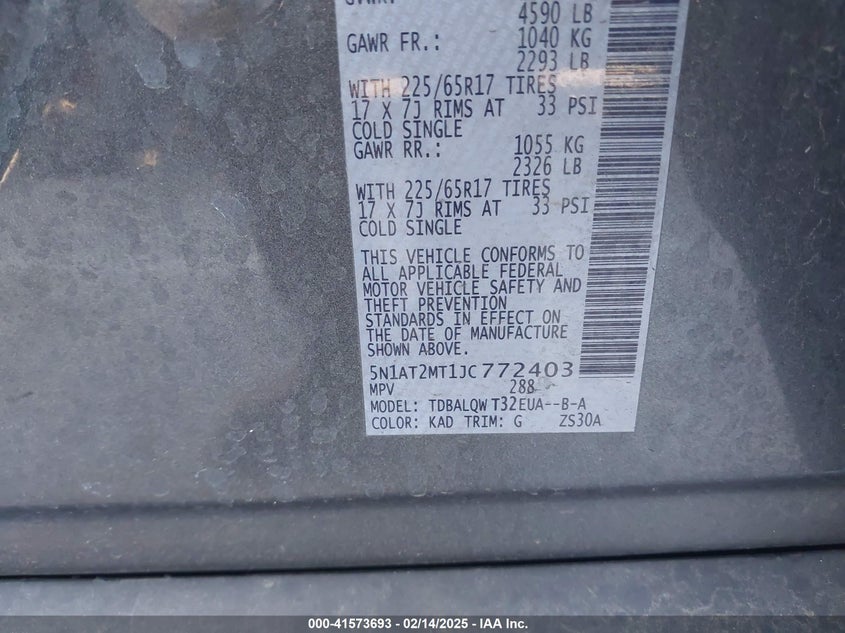 4590 LB
GAWR FR.: 1040 KG
2293 LB
WITH 225/65R17 TIRES
17 X 7J RIMS AT 33 PSI
COLD SINGLE
GAWR RR.: 1055 KG
2326 LB
WITH 225/65R17 TIRES
17 X 7J RIMS AT 33 PSI
COLD SINGLE
THIS VEHICLE CONFORMS TO
ALL APPLICABLE FEDERAL
MOTOR VEHICLE SAFETY AND
THEFT PREVENTION
STANDARDS IN EFFECT ON
THE DATE OF MANUFACTURE
SHOWN ABOVE.
5N1AT2MT1JC772403
MPV 288
MODEL: TDBALQW T32EUA--B-A
COLOR: KAD TRIM: G ZS30A
000-41573693 — 02/14/2025 — IAA Inc.